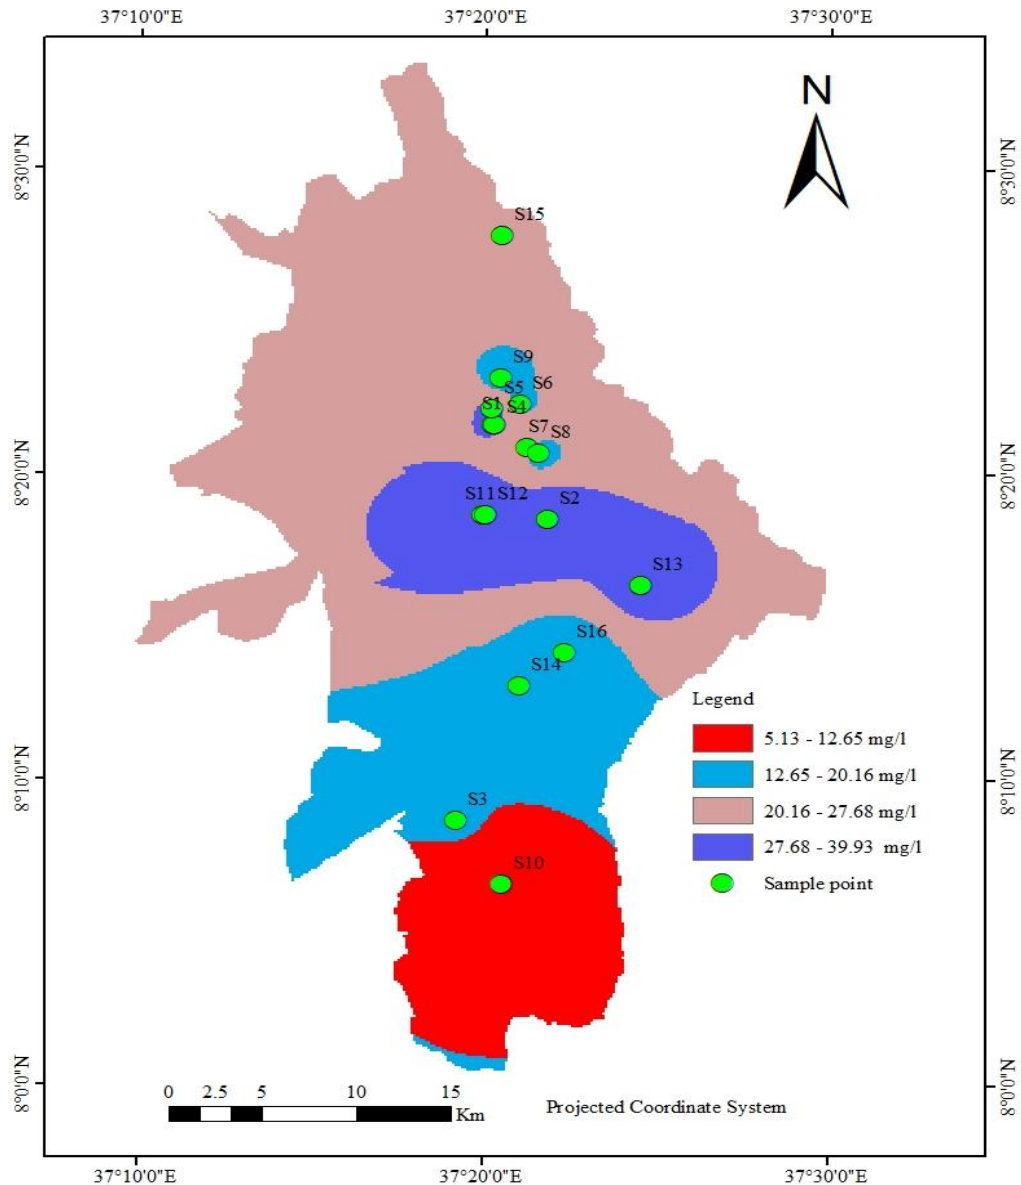 37°10'0"E 37°20'0"E 37°30'0"E
N
8°30'0"N 8°30'0"N
S15
S9
S5 S6
S1 S4
S7 S8
8°20'0"N 8°20'0"N
S11 S12 S2
S13
S16
S14
Legend
5.13 - 12.65 mg/l
12.65 - 20.16 mg/l
20.16 - 27.68 mg/l
27.68 - 39.93 mg/l
Sample point
8°10'0"N 8°10'0"N
S3
S10
8°0'0"N 8°0'0"N
0 2.5 5 10 15
Km
Projected Coordinate System
37°10'0"E 37°20'0"E 37°30'0"E